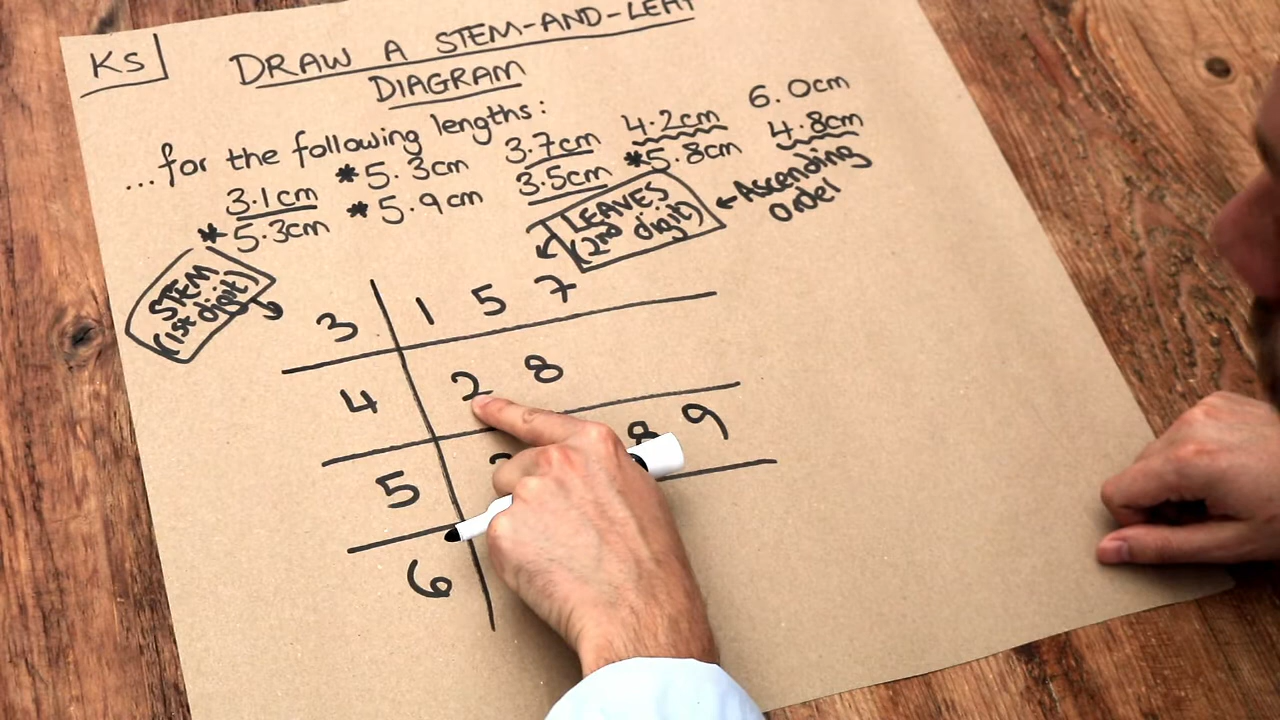 KS
DRAW A STEM-AND-LEAF
DIAGRAM
...for the following lengths:
3.1cm *5.3cm 3.7cm 4.2cm 6.0cm
*5.3cm *5.9cm 3.5cm *5.8cm 4.8cm
STEM
(1st digit)
LEAVES
(2nd digit)
←Ascending
Order
3 1 5 7
4 2 8
5 8 9
6